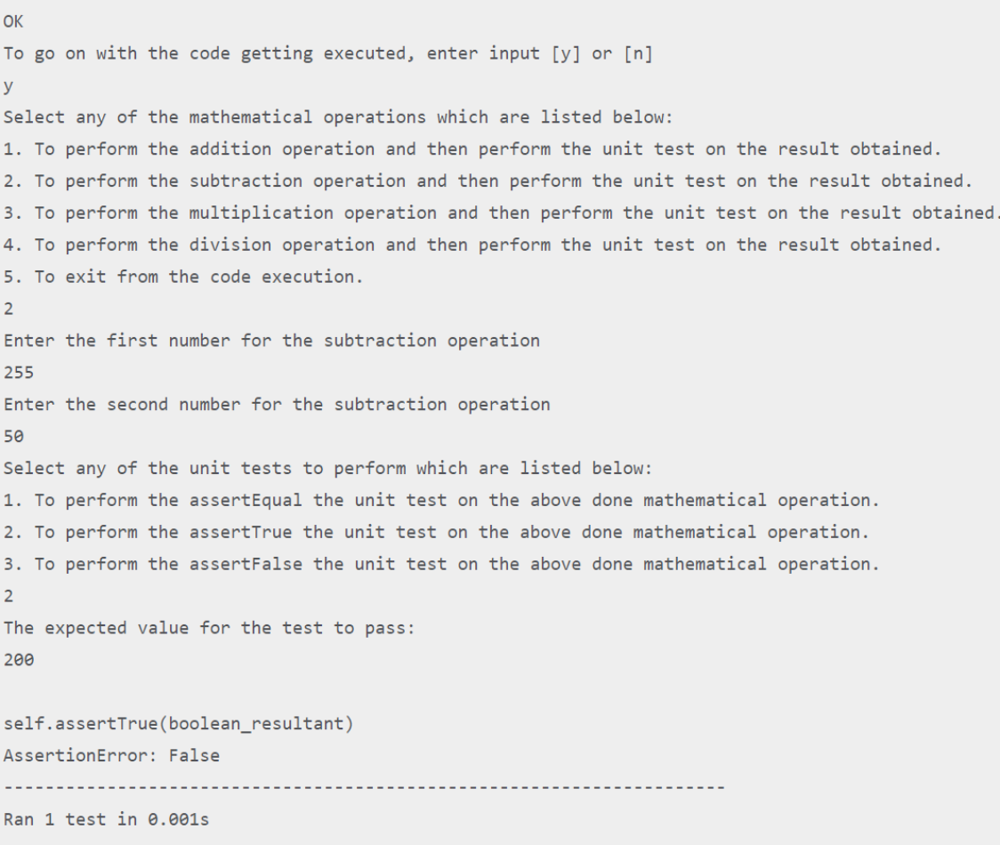 OK
To go on with the code getting executed, enter input [y] or [n]
y
Select any of the mathematical operations which are listed below:
1. To perform the addition operation and then perform the unit test on the result obtained.
2. To perform the subtraction operation and then perform the unit test on the result obtained.
3. To perform the multiplication operation and then perform the unit test on the result obtained.
4. To perform the division operation and then perform the unit test on the result obtained.
5. To exit from the code execution.
2
Enter the first number for the subtraction operation
255
Enter the second number for the subtraction operation
50
Select any of the unit tests to perform which are listed below:
1. To perform the assertEqual the unit test on the above done mathematical operation.
2. To perform the assertTrue the unit test on the above done mathematical operation.
3. To perform the assertFalse the unit test on the above done mathematical operation.
2
The expected value for the test to pass:
200
self.assertTrue(boolean_resultant)
AssertionError: False
----------------------------------------------------------------------
Ran 1 test in 0.001s